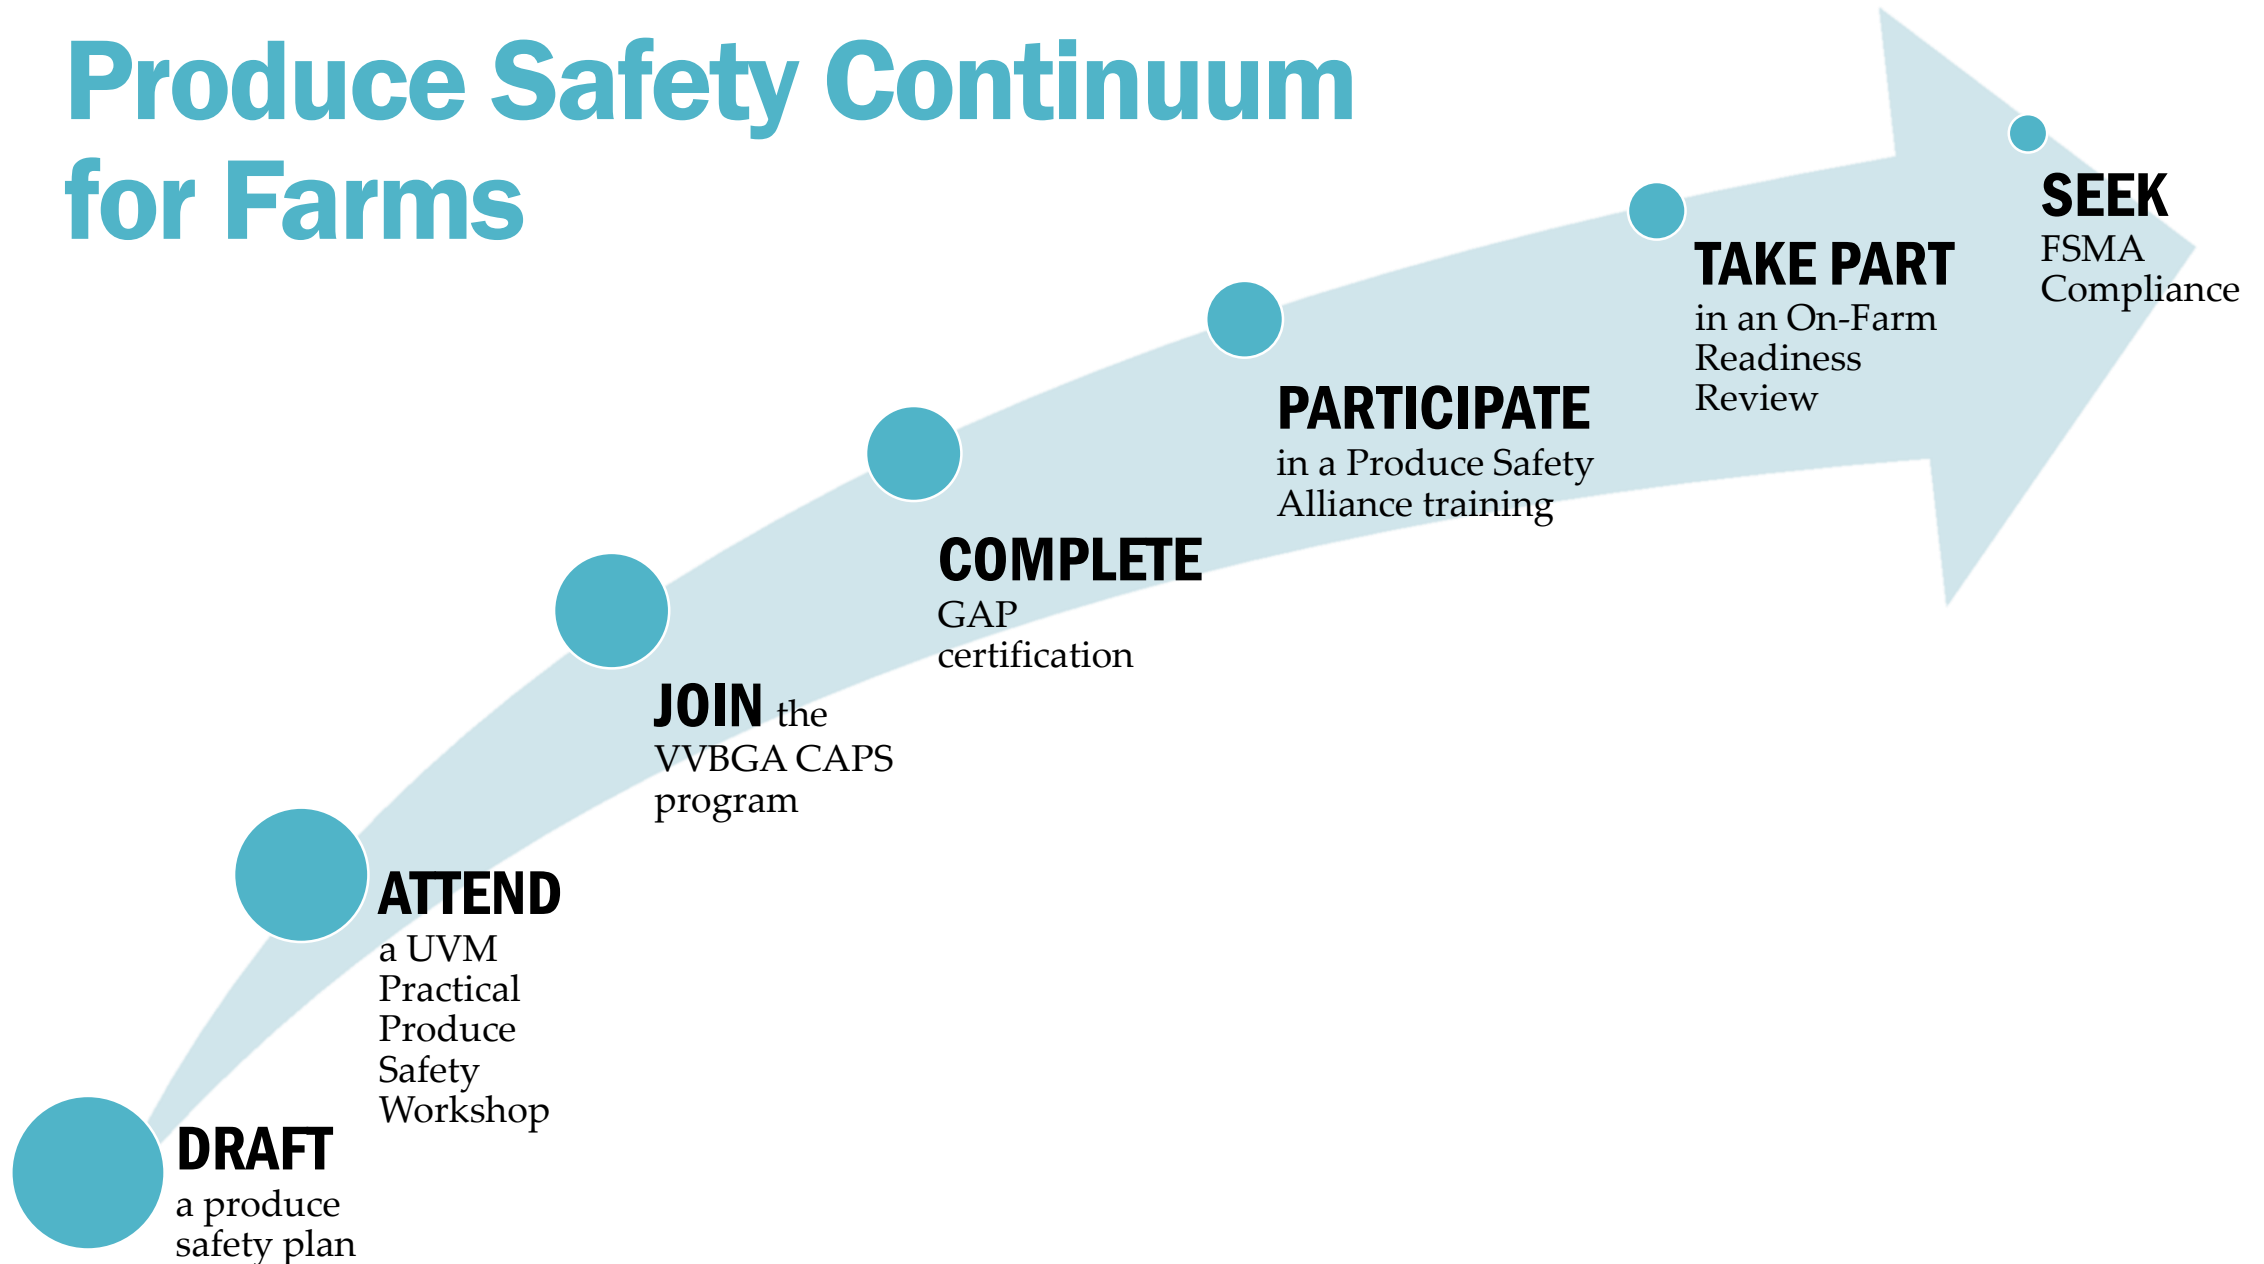 Produce Safety Continuum
for Farms
DRAFT
a produce
safety plan
ATTEND
a UVM
Practical
Produce
Safety
Workshop
JOIN the
VVBGA CAPS
program
COMPLETE
GAP
certification
PARTICIPATE
in a Produce Safety
Alliance training
TAKE PART
in an On-Farm
Readiness
Review
SEEK
FSMA
Compliance